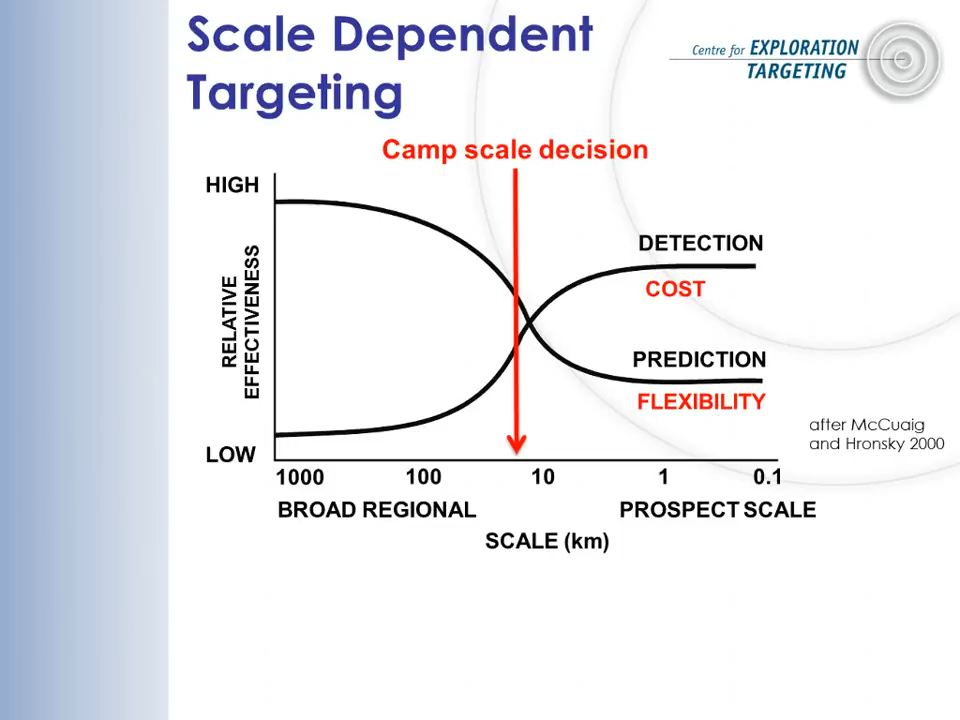 Scale Dependent
Targeting
Centre for EXPLORATION
TARGETING
Camp scale decision
HIGH
RELATIVE
EFFECTIVENESS
LOW
DETECTION
COST
PREDICTION
FLEXIBILITY
after McCuaig
and Hronsky 2000
1000 100 10 1 0.1
BROAD REGIONAL PROSPECT SCALE
SCALE (km)